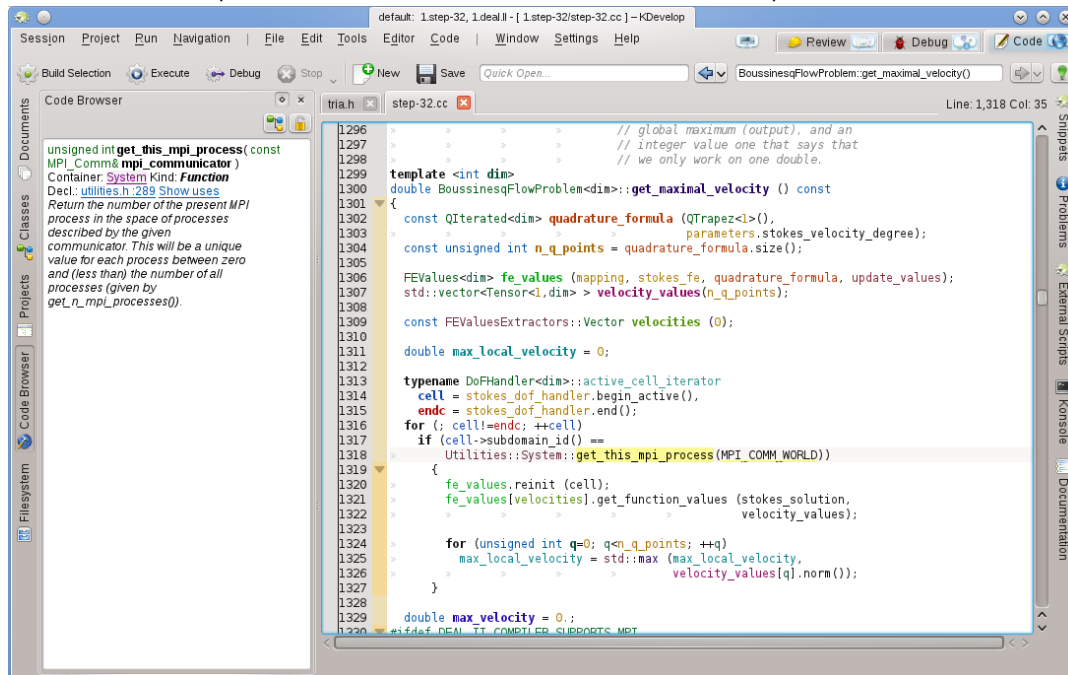 default: 1.step-32, 1.deal.II - [ 1.step-32/step-32.cc ] – KDevelop
Session Project Run Navigation | File Edit Tools Editor Code | Window Settings Help Review Debug Code
Build Selection Execute Debug Stop New Save Quick Open... BoussinesqFlowProblem::get_maximal_velocity()
Code Browser
unsigned int get_this_mpi_process( const
MPI_Comm& mpi_communicator )
Container: System Kind: Function
Decl.: utilities.h :289 Show uses
Return the number of the present MPI
process in the space of processes
described by the given
communicator. This will be a unique
value for each process between zero
and (less than) the number of all
processes (given by
get_n_mpi_processes()).
Documents
Classes
Projects
Code Browser
Filesystem
tria.h step-32.cc Line: 1,318 Col: 35
1296 // global maximum (output), and an
1297 // integer value one that says that
1298 // we only work on one double.
1299 template <int dim>
1300 double BoussinesqFlowProblem<dim>::get_maximal_velocity () const
1301 {
1302 const QIterated<dim> quadrature_formula (QTrapez<1>(),
1303 parameters.stokes_velocity_degree);
1304 const unsigned int n_q_points = quadrature_formula.size();
1305
1306 FEValues<dim> fe_values (mapping, stokes_fe, quadrature_formula, update_values);
1307 std::vector<Tensor<1,dim> > velocity_values(n_q_points);
1308
1309 const FEValuesExtractors::Vector velocities (0);
1310
1311 double max_local_velocity = 0;
1312
1313 typename DoFHandler<dim>::active_cell_iterator
1314 cell = stokes_dof_handler.begin_active(),
1315 endc = stokes_dof_handler.end();
1316 for (; cell!=endc; ++cell)
1317 if (cell->subdomain_id() ==
1318 Utilities::System::get_this_mpi_process(MPI_COMM_WORLD))
1319 {
1320 fe_values.reinit (cell);
1321 fe_values[velocities].get_function_values (stokes_solution,
1322 velocity_values);
1323
1324 for (unsigned int q=0; q<n_q_points; ++q)
1325 max_local_velocity = std::max (max_local_velocity,
1326 velocity_values[q].norm());
1327 }
1328
1329 double max_velocity = 0.;
1330 #ifdef DEAL_II_COMPILER_SUPPORTS_MPI
Snippets
Problems
External Scripts
Konsole
Documentation